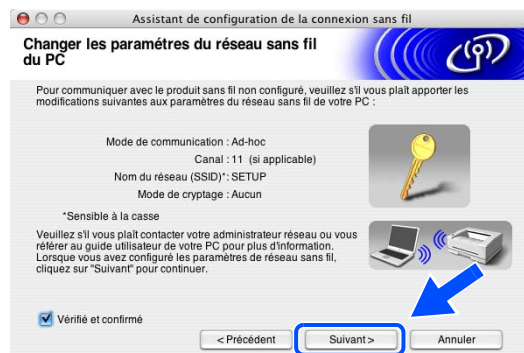 Assistant de configuration de la connexion sans fil
Changer les paramétres du réseau sans fil
du PC
Pour communiquer avec le produit sans fil non configuré, veuillez s'il vous plaît apporter les
modifications suivantes aux paramètres du réseau sans fil de votre PC :
Mode de communication : Ad-hoc
Canal : 11 (si applicable)
Nom du réseau (SSID)*: SETUP
Mode de cryptage : Aucun
*Sensible à la casse
Veuillez s'il vous plaît contacter votre administrateur réseau ou vous
référer au guide utilisateur de votre PC pour plus d'information.
Lorsque vous avez configuré les paramètres de réseau sans fil,
cliquez sur "Suivant" pour continuer.
Vérifié et confirmé
< Précédent
Suivant >
Annuler